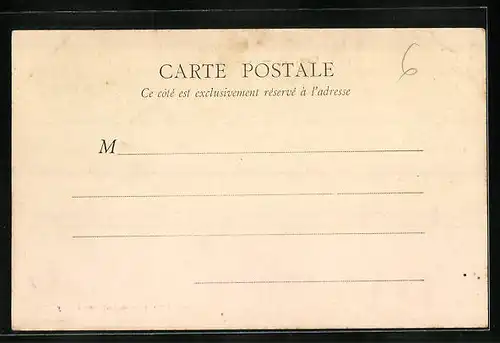 CARTE POSTALE
6
Ce côté est exclusivement réservé à l'adresse
M